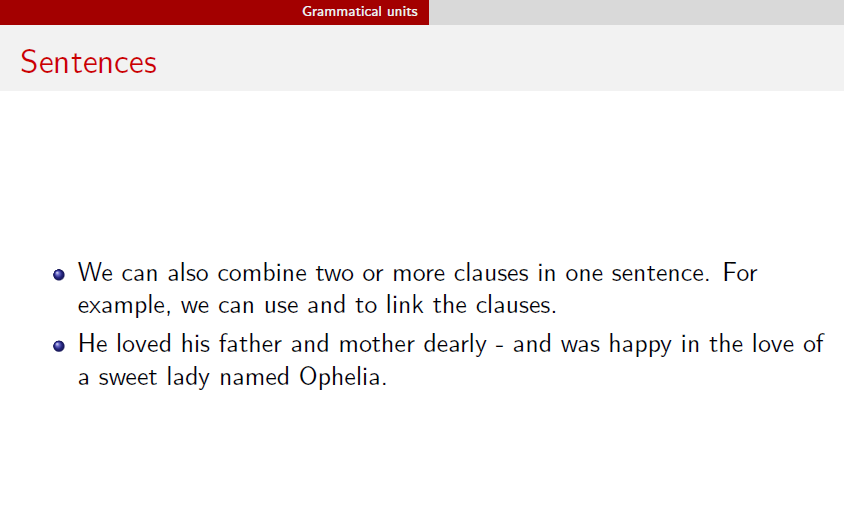 Grammatical units
Sentences
We can also combine two or more clauses in one sentence. For
example, we can use and to link the clauses.
He loved his father and mother dearly - and was happy in the love of
a sweet lady named Ophelia.